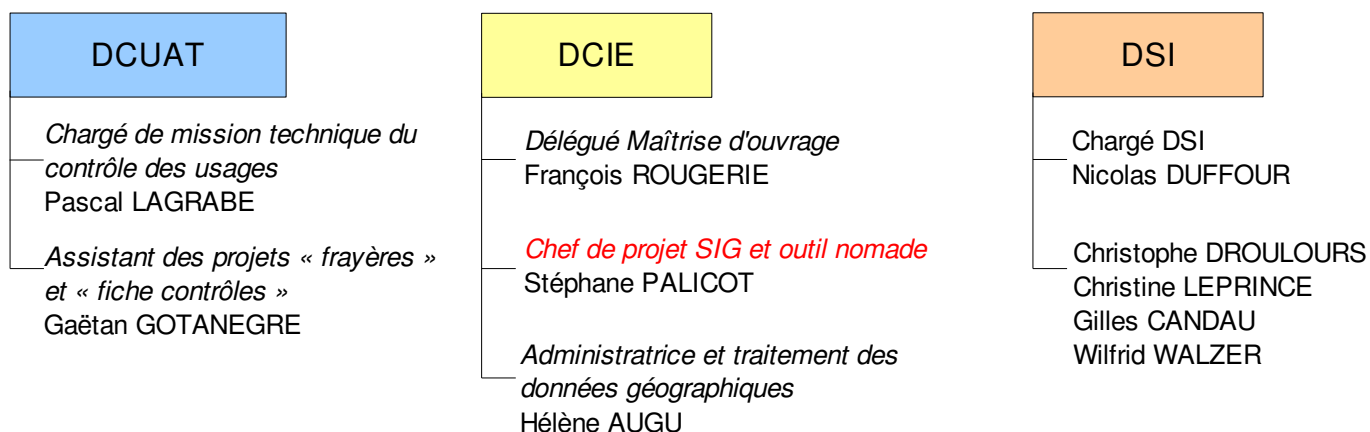 DCUAT
Chargé de mission technique du
contrôle des usages
Pascal LAGRABE
Assistant des projets « frayères »
et « fiche contrôles »
Gaëtan GOTANEGRE
DCIE
Délégué Maîtrise d'ouvrage
François ROUGERIE
Chef de projet SIG et outil nomade
Stéphane PALICOT
Administratrice et traitement des
données géographiques
Hélène AUGU
DSI
Chargé DSI
Nicolas DUFFOUR
Christophe DROULOURS
Christine LEPRINCE
Gilles CANDAU
Wilfrid WALZER